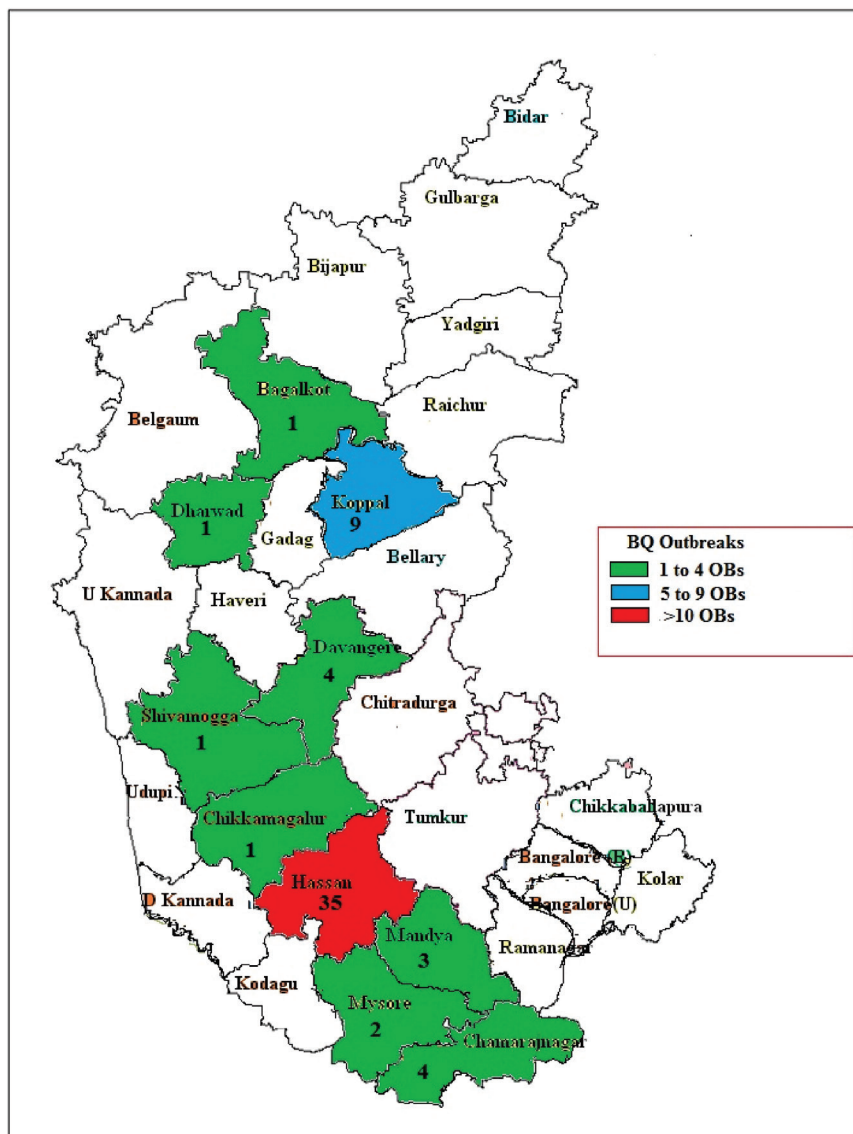 Bidar
Gulbarga
Bijapur
Yadgiri
Bagalkot
1
Raichur
Belgaum
Koppal
9
Dharwad
1
Gadag
Bellary
BQ Outbreaks
1 to 4 OBs
5 to 9 OBs
>10 OBs
U Kannada
Haveri
Davangere
4
Chitradurga
Shivamogga
1
Udupi
Chikkamagalur
1
Tumkur
Chikkaballapura
Bangalore (R)
Kolar
Hassan
35
D Kannada
Bangalore (U)
Mandya
3
Ramanagar
Kodagu
Mysore
2
Chamarajnagar
4